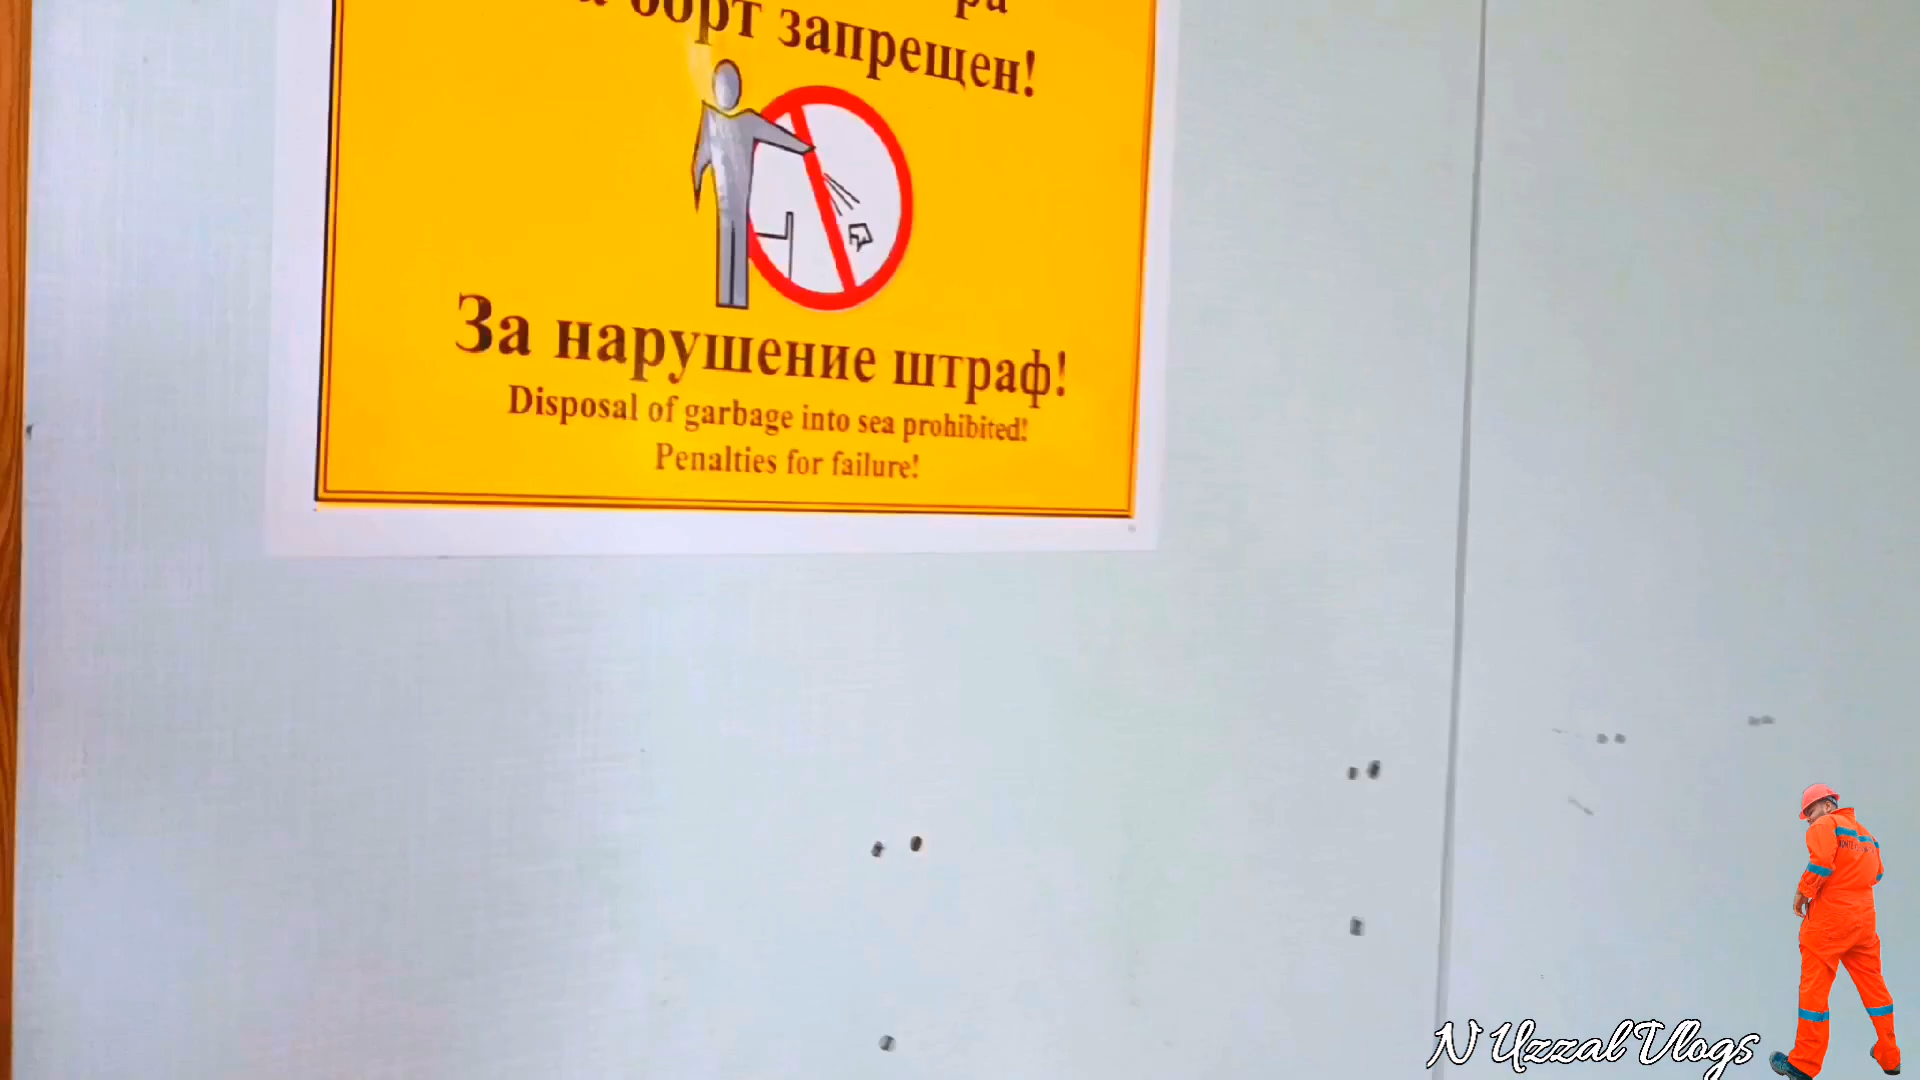 борт запрещен!
За нарушение штраф!
Disposal of garbage into sea prohibited!
Penalties for failure!
N Uzzal Vlogs